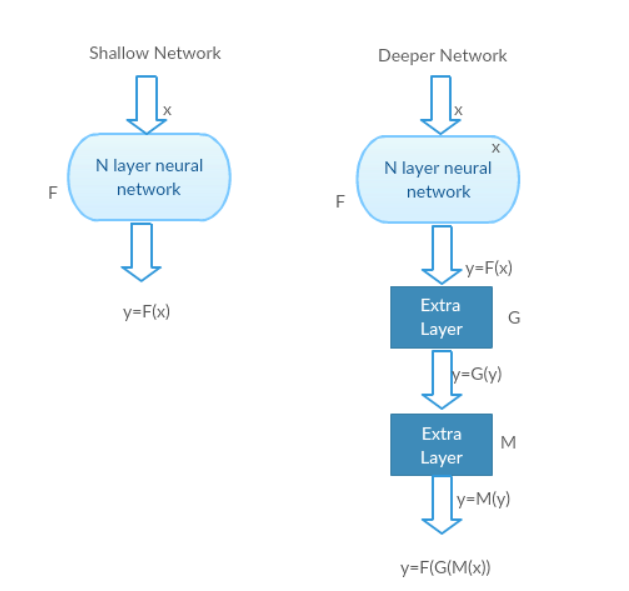 Shallow Network
x
N layer neural
network
F
y=F(x)
Deeper Network
x
x
N layer neural
network
F
y=F(x)
Extra
Layer
G
y=G(y)
Extra
Layer
M
y=M(y)
y=F(G(M(x))